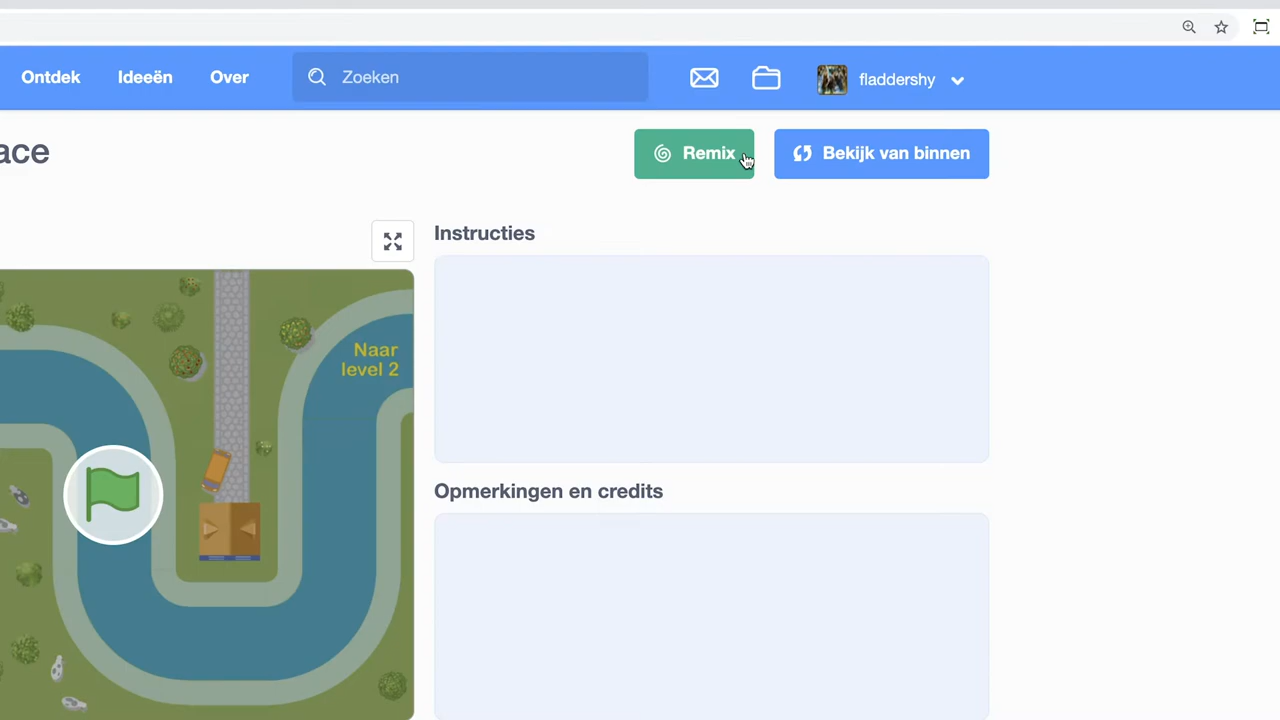 Ontdek Ideeën Over Zoeken fladdershy
ace
Remix Bekijk van binnen
Instructies
Naar
level 2
Opmerkingen en credits